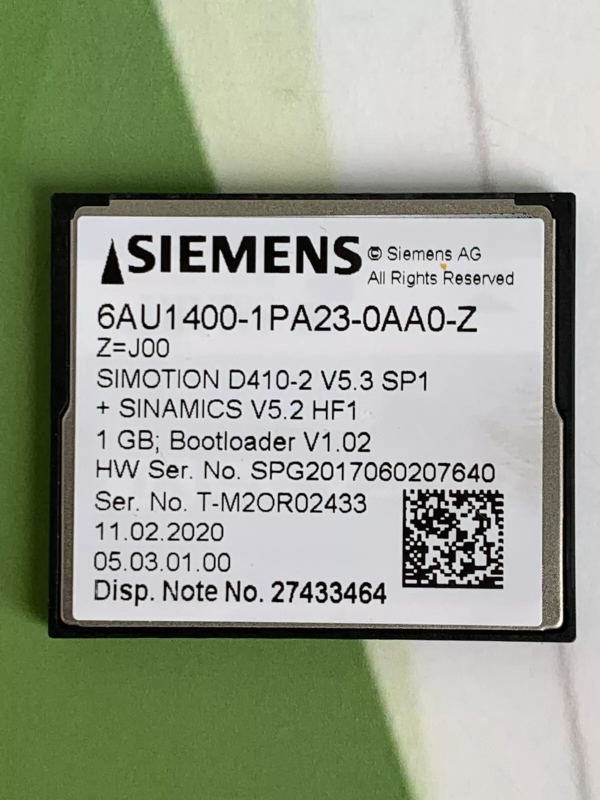 SIEMENS
© Siemens AG
All Rights Reserved
6AU1400-1PA23-0AA0-Z
Z=J00
SIMOTION D410-2 V5.3 SP1
+ SINAMICS V5.2 HF1
1 GB; Bootloader V1.02
HW Ser. No. SPG2017060207640
Ser. No. T-M2OR02433
11.02.2020
05.03.01.00
Disp. Note No. 27433464